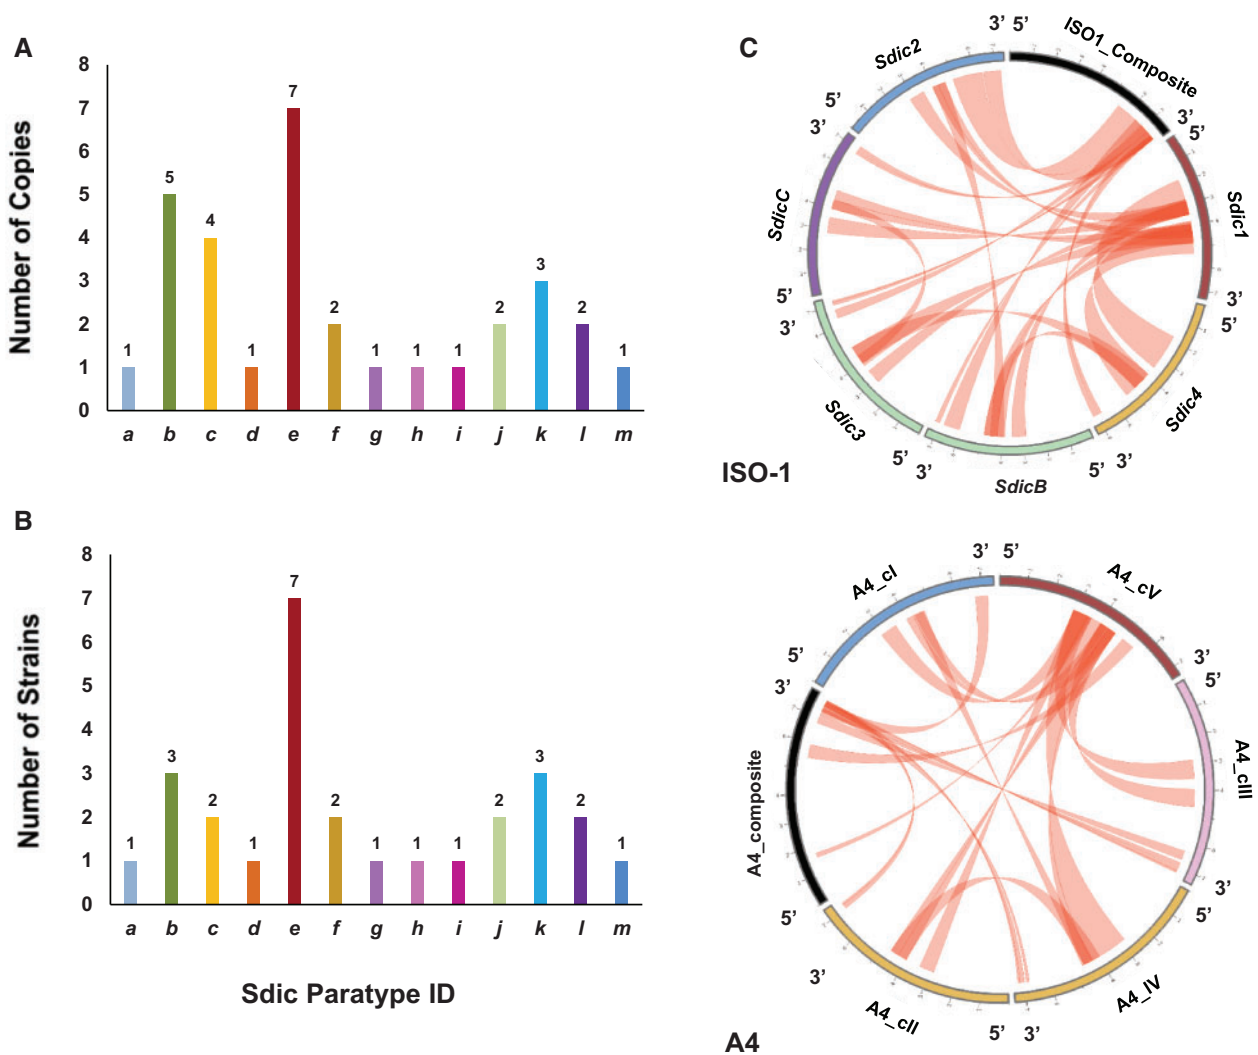 A
Number of Copies
8
7
6
5
4
3
2
1
0
1
5
4
1
7
2
1
1
1
2
3
2
1
a b c d e f g h i j k l m
B
Number of Strains
8
7
6
5
4
3
2
1
0
1
3
2
1
7
2
1
1
1
2
3
2
1
a b c d e f g h i j k l m
Sdic Paratype ID
C
3’ 5’
ISO1_Composite
3’
5’
Sdic1
3’
5’
Sdic4
3’
5’
SdicB
3’
5’
Sdic3
3’
5’
SdicC
3’
5’
Sdic2
ISO-1
3’ 5’
A4_cV
3’
5’
A4_cIII
3’
5’
A4_IV
3’
5’
A4_cII
3’
5’
A4_composite
3’
5’
A4_cI
A4